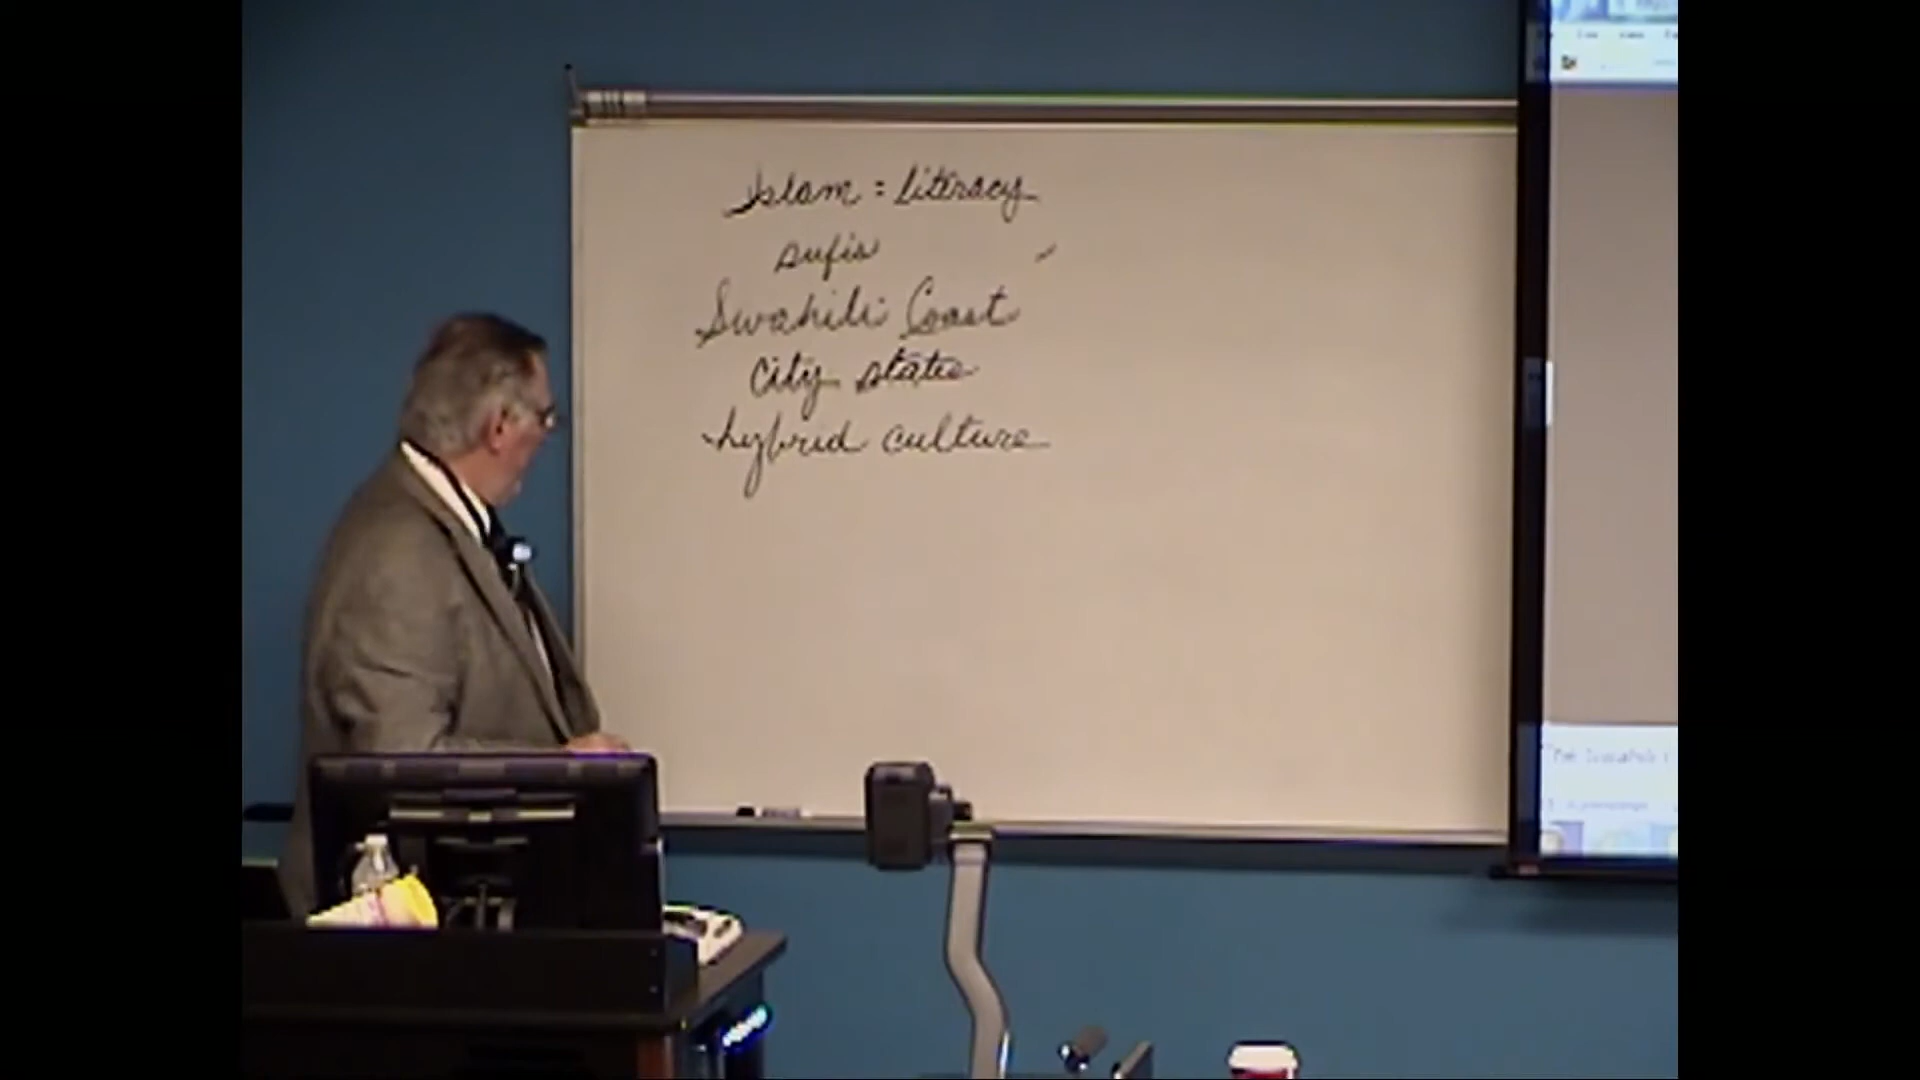 Islam = literacy
sufis
Swahili Coast
City states
hybrid culture